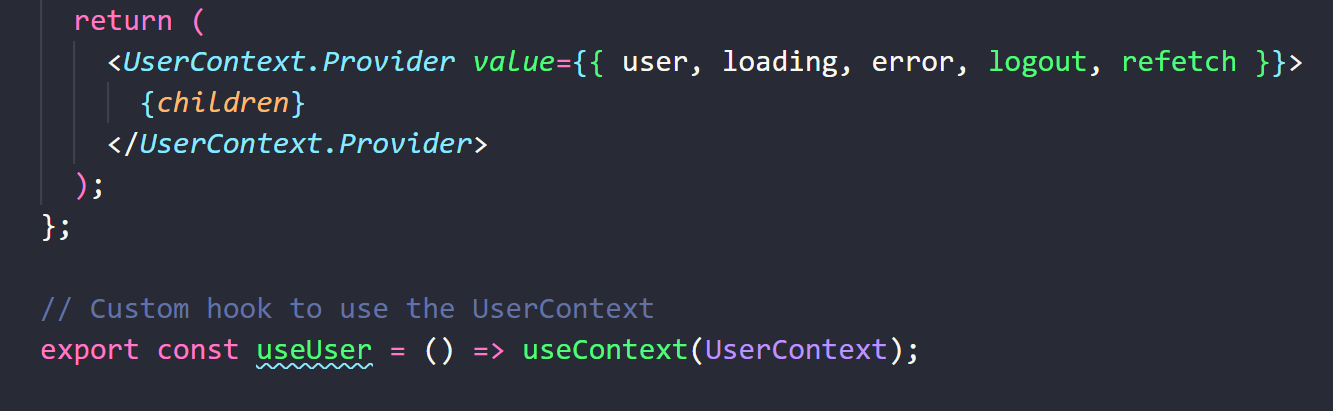 return (
<UserContext.Provider value={{ user, loading, error, logout, refetch }}>
{children}
</UserContext.Provider>
);
};
// Custom hook to use the UserContext
export const useUser = () => useContext(UserContext);